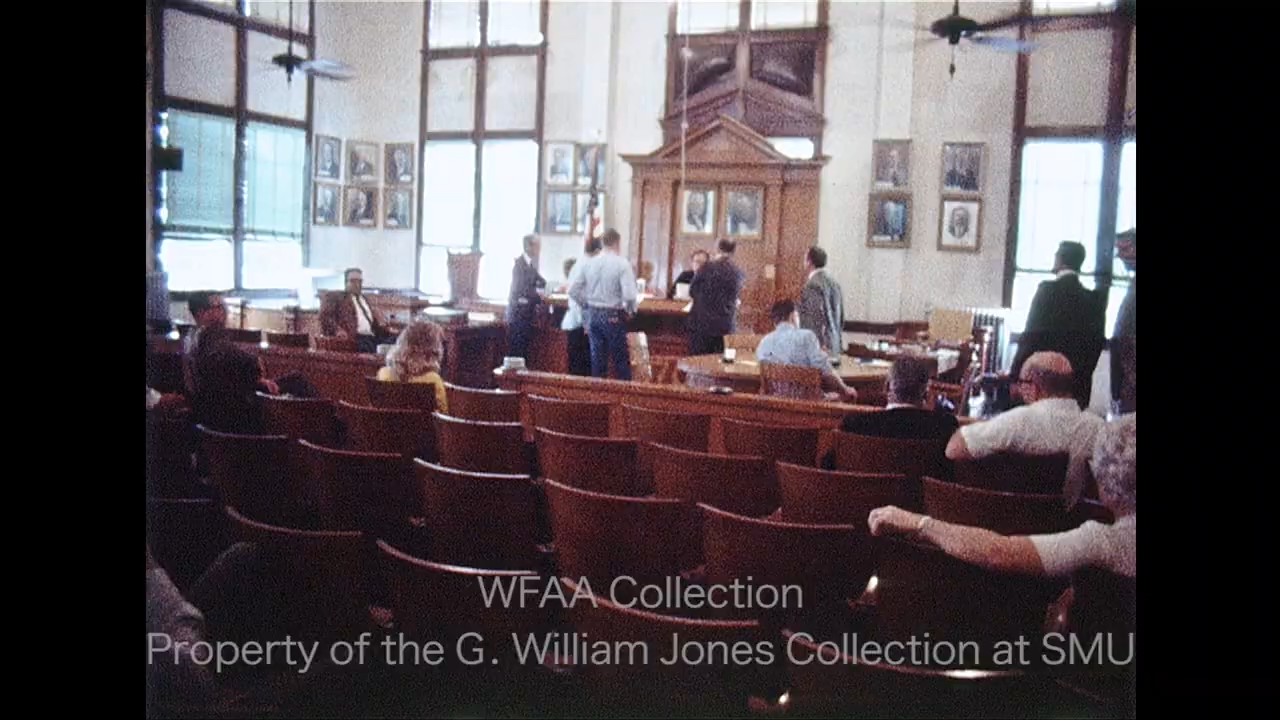 WFAA Collection
Property of the G. William Jones Collection at SMU